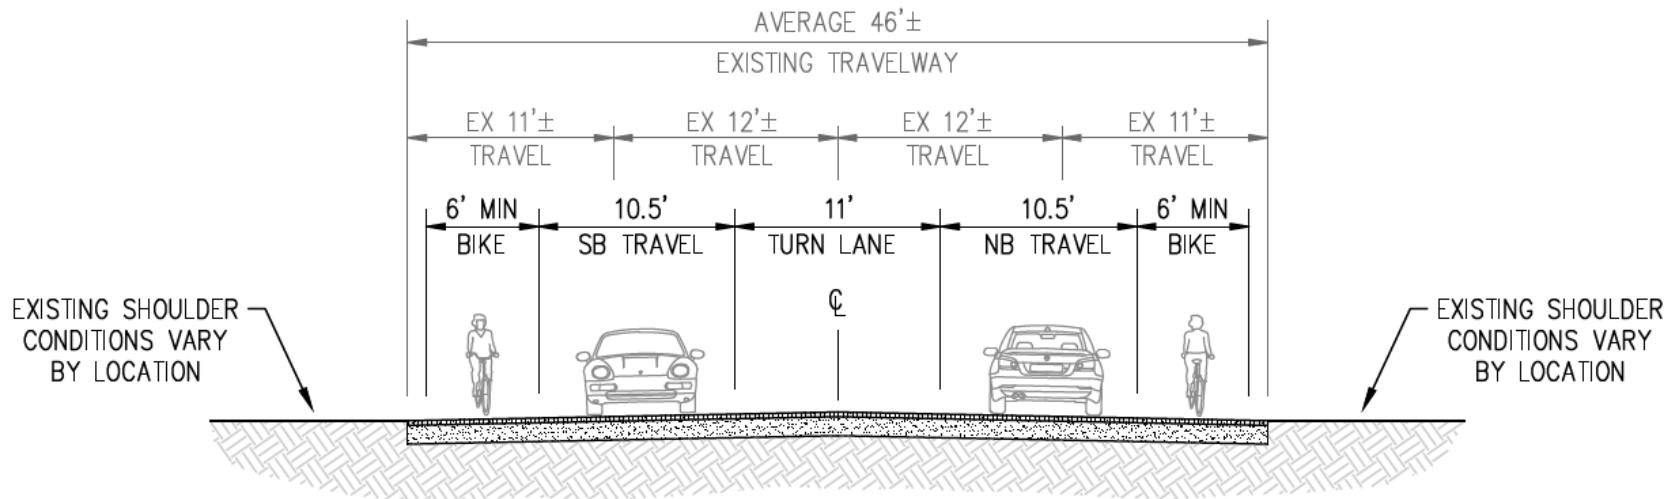 AVERAGE 46'±
EXISTING TRAVELWAY
EX 11'± EX 12'± EX 12'± EX 11'±
TRAVEL TRAVEL TRAVEL TRAVEL
6' MIN 10.5' 11' 10.5' 6' MIN
BIKE SB TRAVEL TURN LANE NB TRAVEL BIKE
℄
EXISTING SHOULDER
CONDITIONS VARY
BY LOCATION
EXISTING SHOULDER
CONDITIONS VARY
BY LOCATION